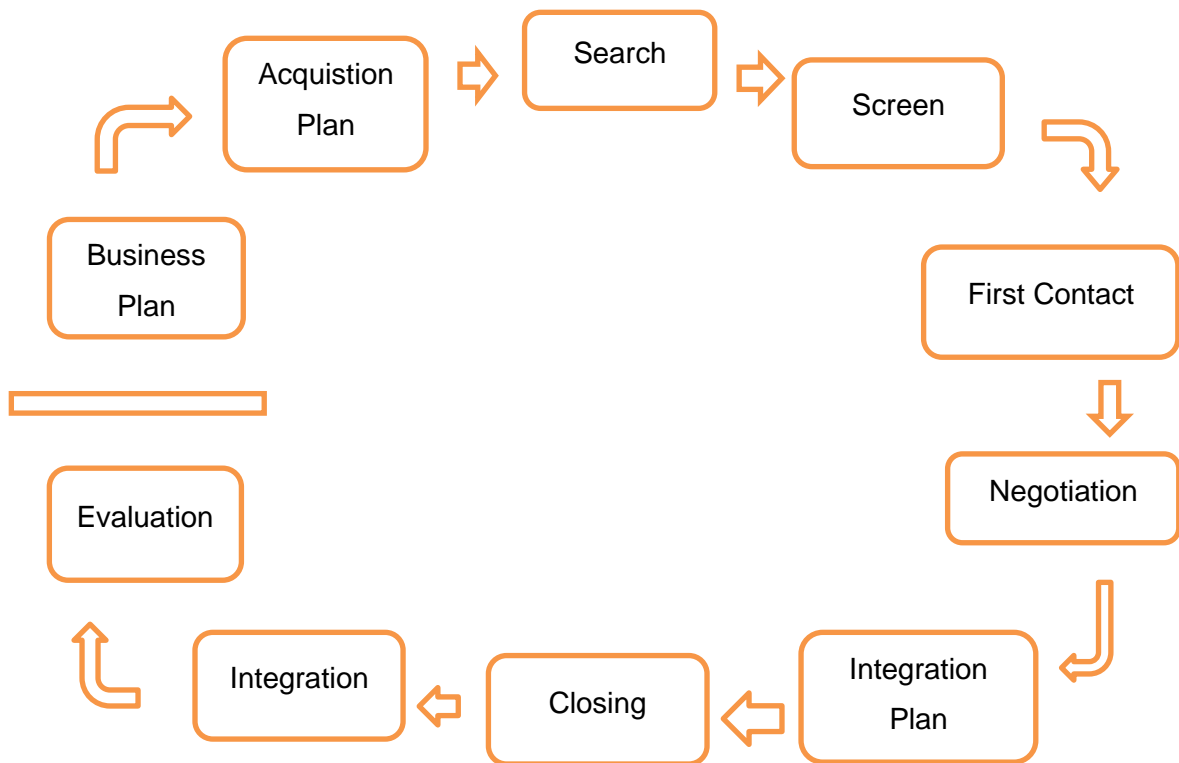 Business
Plan
Acquistion
Plan
Search
Screen
First Contact
Negotiation
Integration
Plan
Closing
Integration
Evaluation